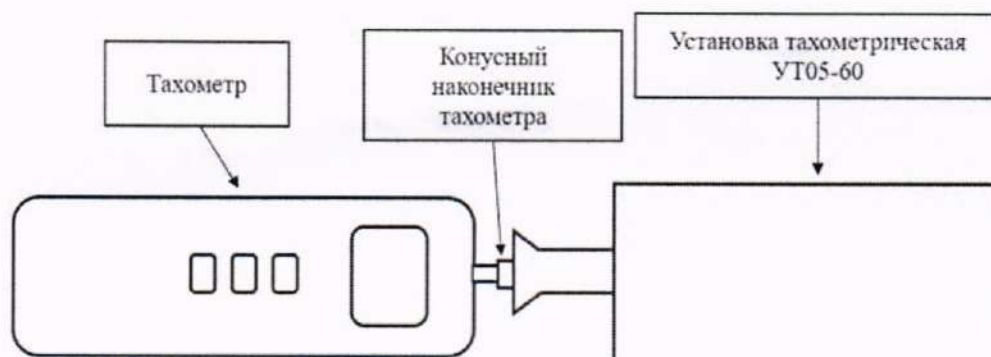 Тахометр
Конусный
наконечник
тахометра
Установка тахометрическая
УТ05-60